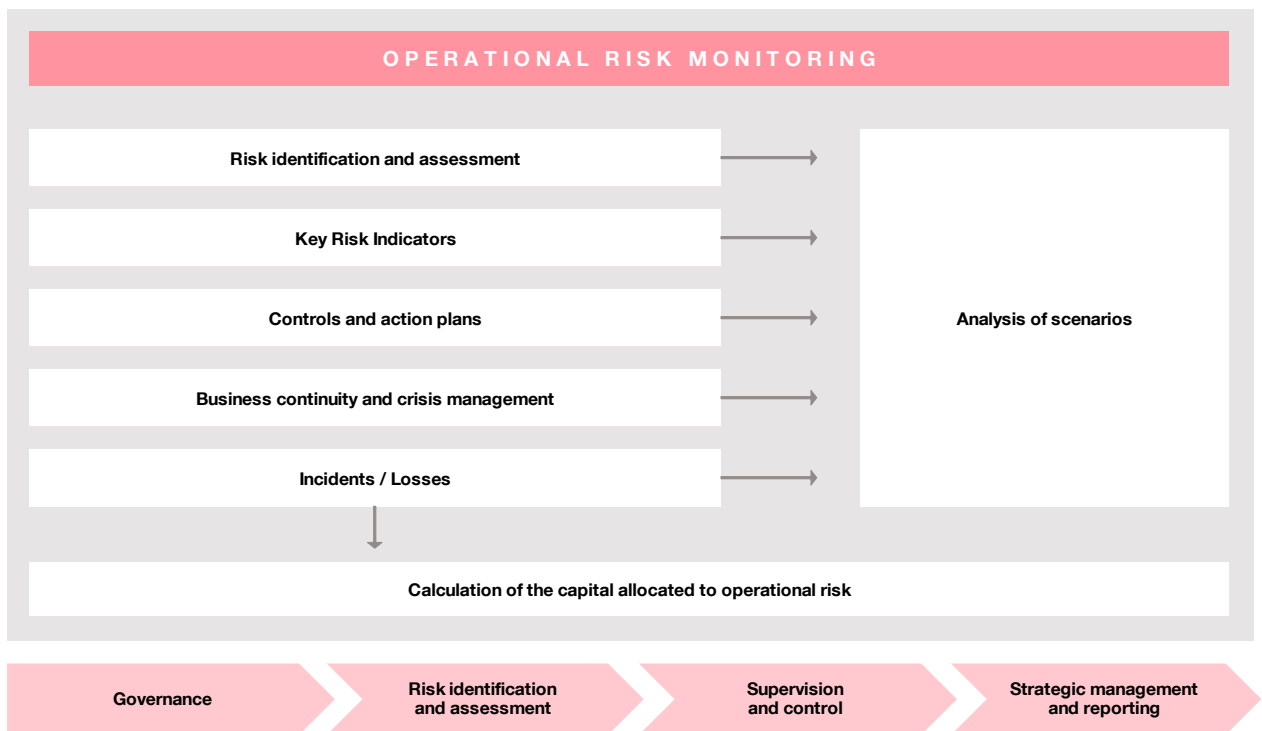 OPERATIONAL RISK MONITORING
Risk identification and assessment
Key Risk Indicators
Controls and action plans
Business continuity and crisis management
Incidents / Losses
Analysis of scenarios
Calculation of the capital allocated to operational risk
Governance
Risk identification
and assessment
Supervision
and control
Strategic management
and reporting